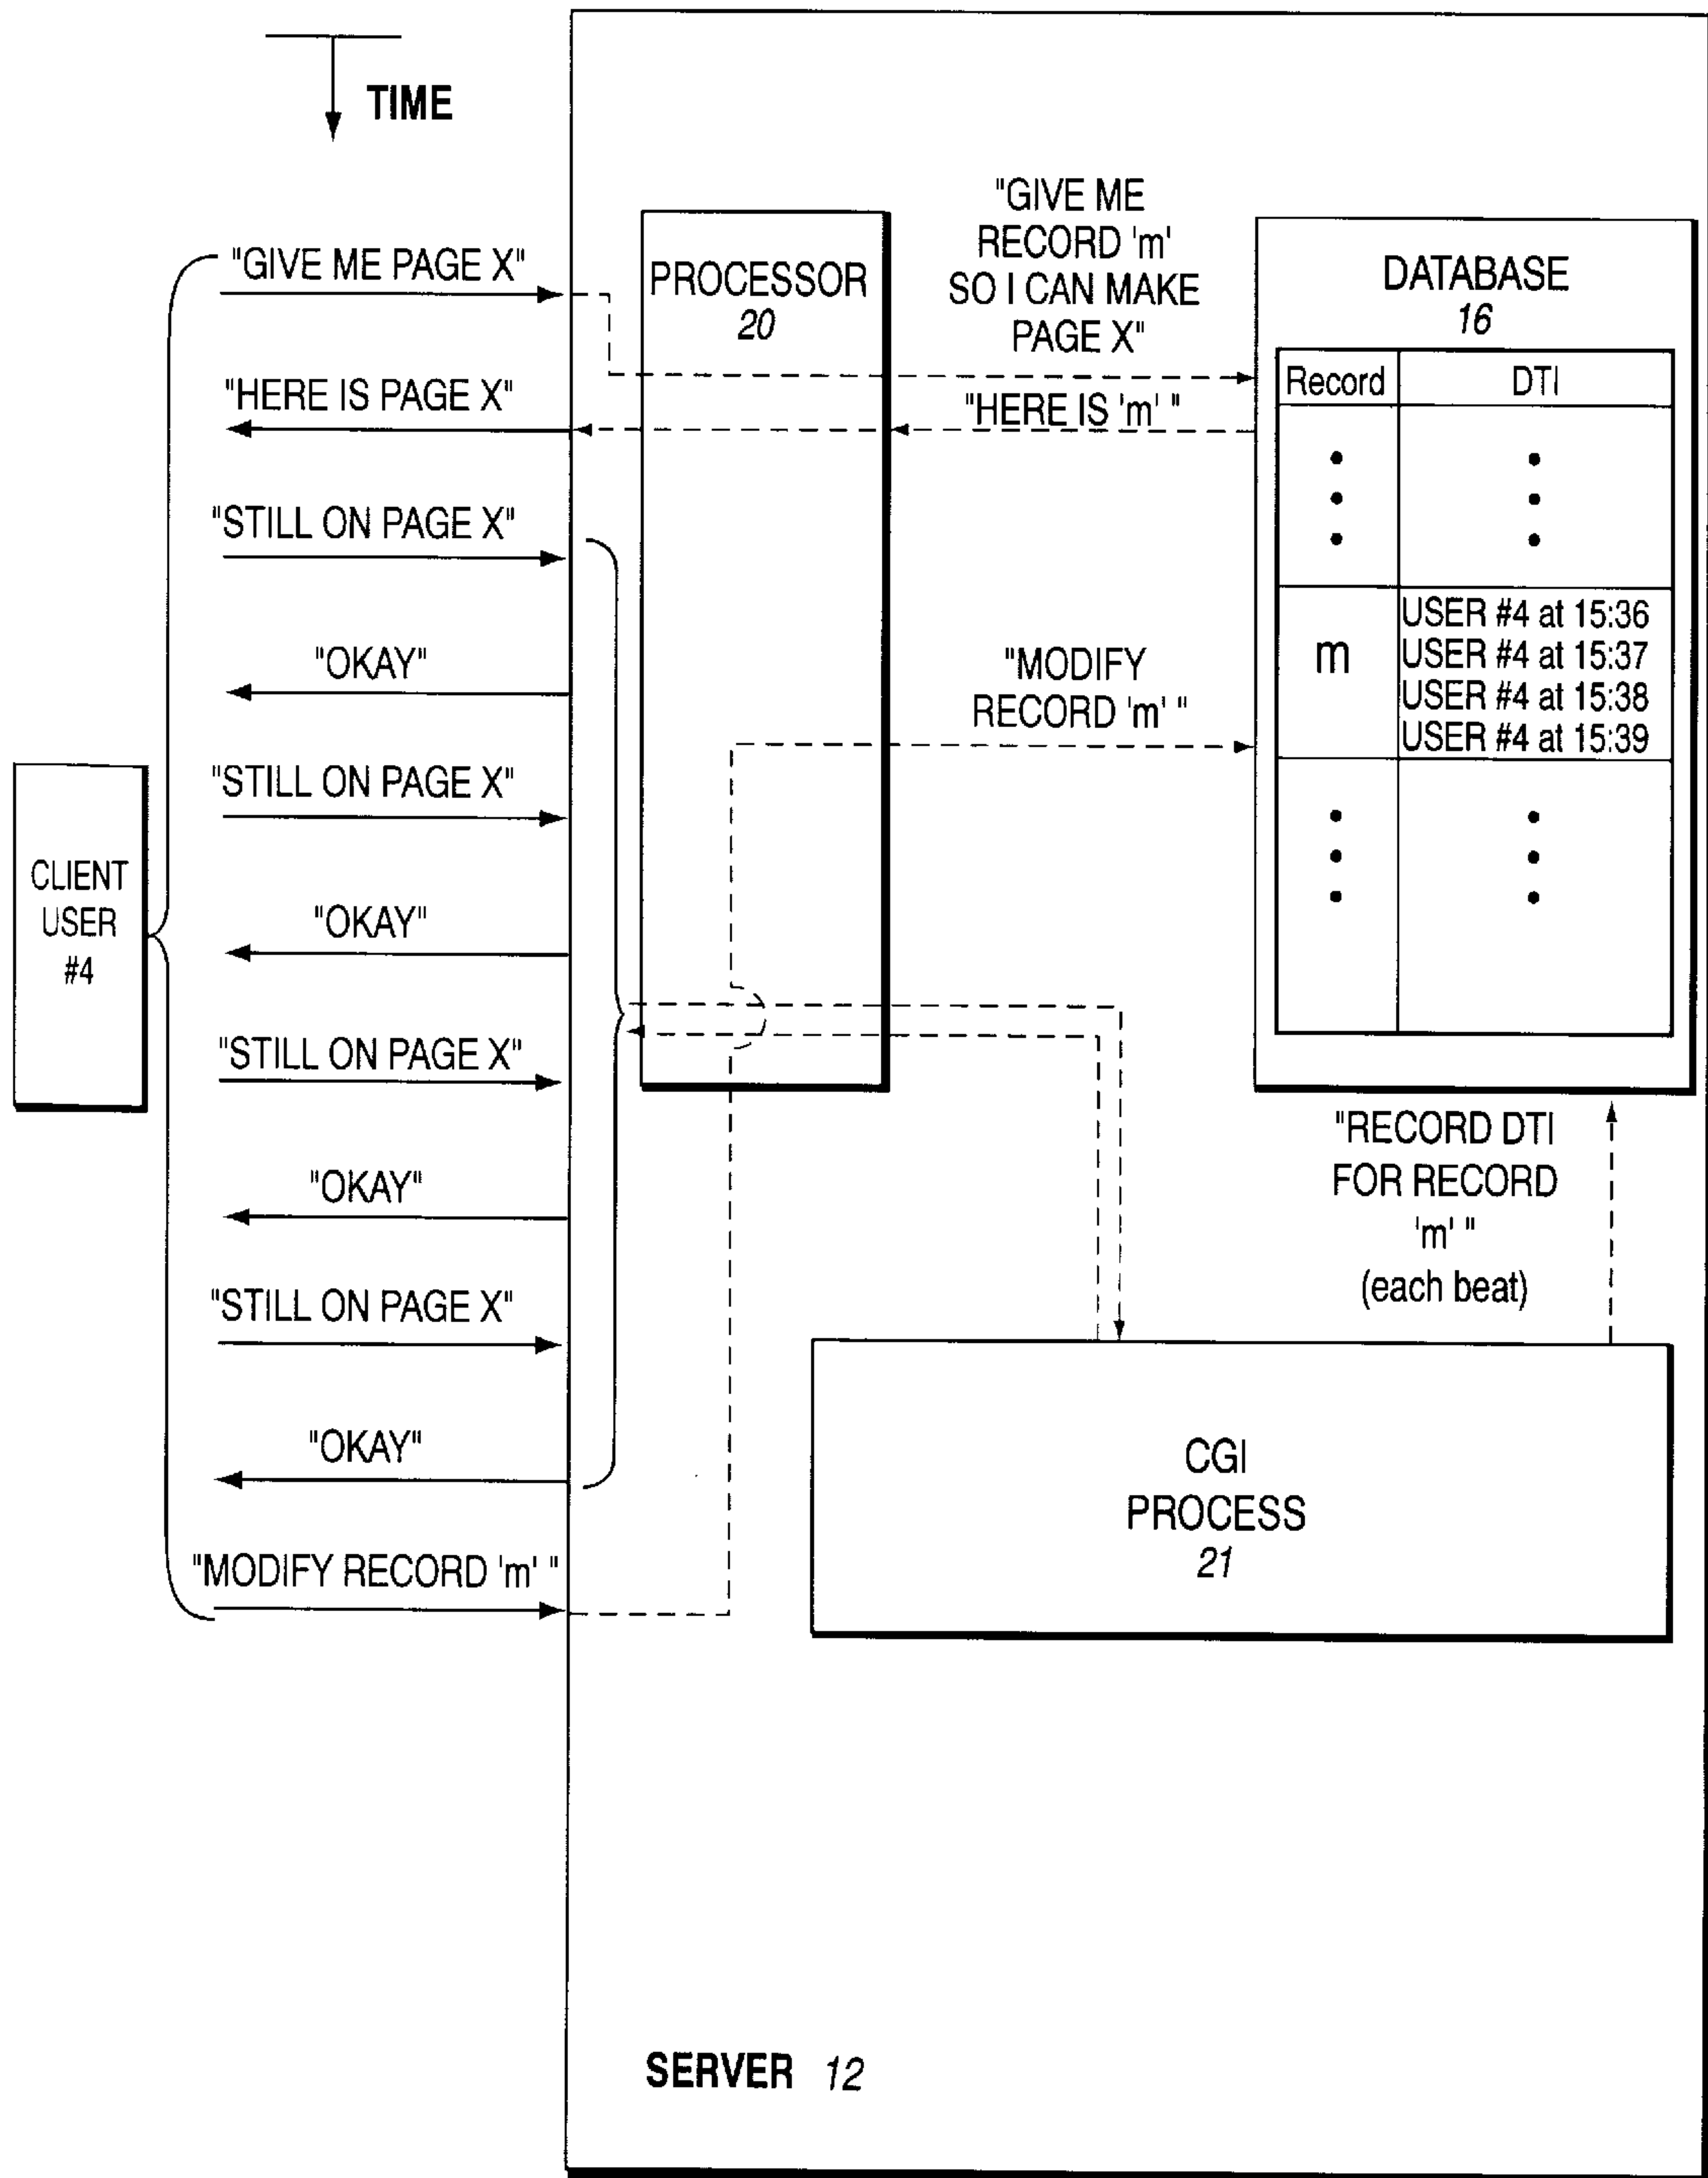 TIME
"GIVE ME PAGE X"
"HERE IS PAGE X"
"STILL ON PAGE X"
"OKAY"
"STILL ON PAGE X"
"OKAY"
"STILL ON PAGE X"
"OKAY"
"STILL ON PAGE X"
"OKAY"
"MODIFY RECORD 'm' "
CLIENT
USER
#4
PROCESSOR
20
"GIVE ME
RECORD 'm'
SO I CAN MAKE
PAGE X"
"HERE IS 'm' "
"MODIFY
RECORD 'm' "
DATABASE
16
Record DTI
m
USER #4 at 15:36
USER #4 at 15:37
USER #4 at 15:38
USER #4 at 15:39
"RECORD DTI
FOR RECORD
'm' "
(each beat)
CGI
PROCESS
21
SERVER 12